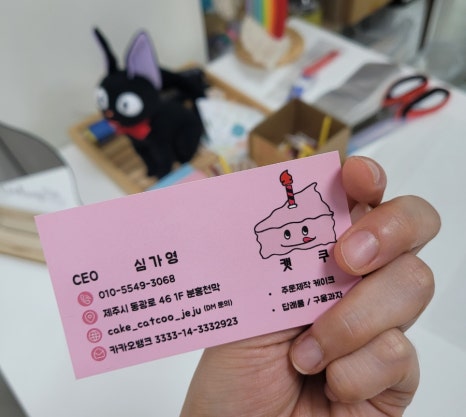 CEO 심가영
010-5549-3068
제주시 동광로 46 1F 분홍천막
cake_catcoo_jeju (DM 문의)
카카오뱅크 3333-14-3332923
캣 쿠
• 주문제작 케이크
• 답례품 / 구움과자